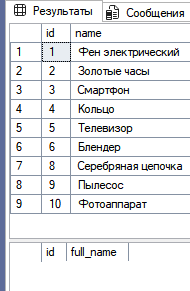 Результаты Сообщения
id name
1 1 Фен электрический
2 2 Золотые часы
3 3 Смартфон
4 4 Кольцо
5 5 Телевизор
6 6 Блендер
7 8 Серебряная цепочка
8 9 Пылесос
9 10 Фотоаппарат
id full_name